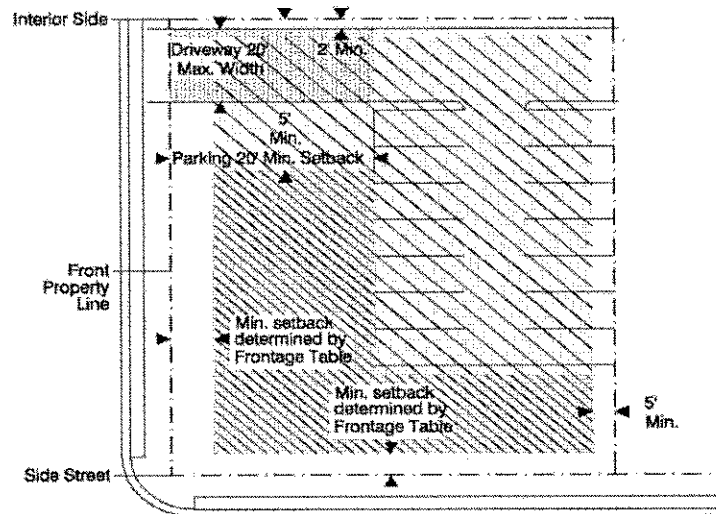 Interior Side
Driveway 20'
Max. Width
2' Min.
5'
Min.
Parking 20' Min. Setback
Front
Property
Line
Min. setback
determined by
Frontage Table
Min. setback
determined by
Frontage Table
5'
Min.
Side Street